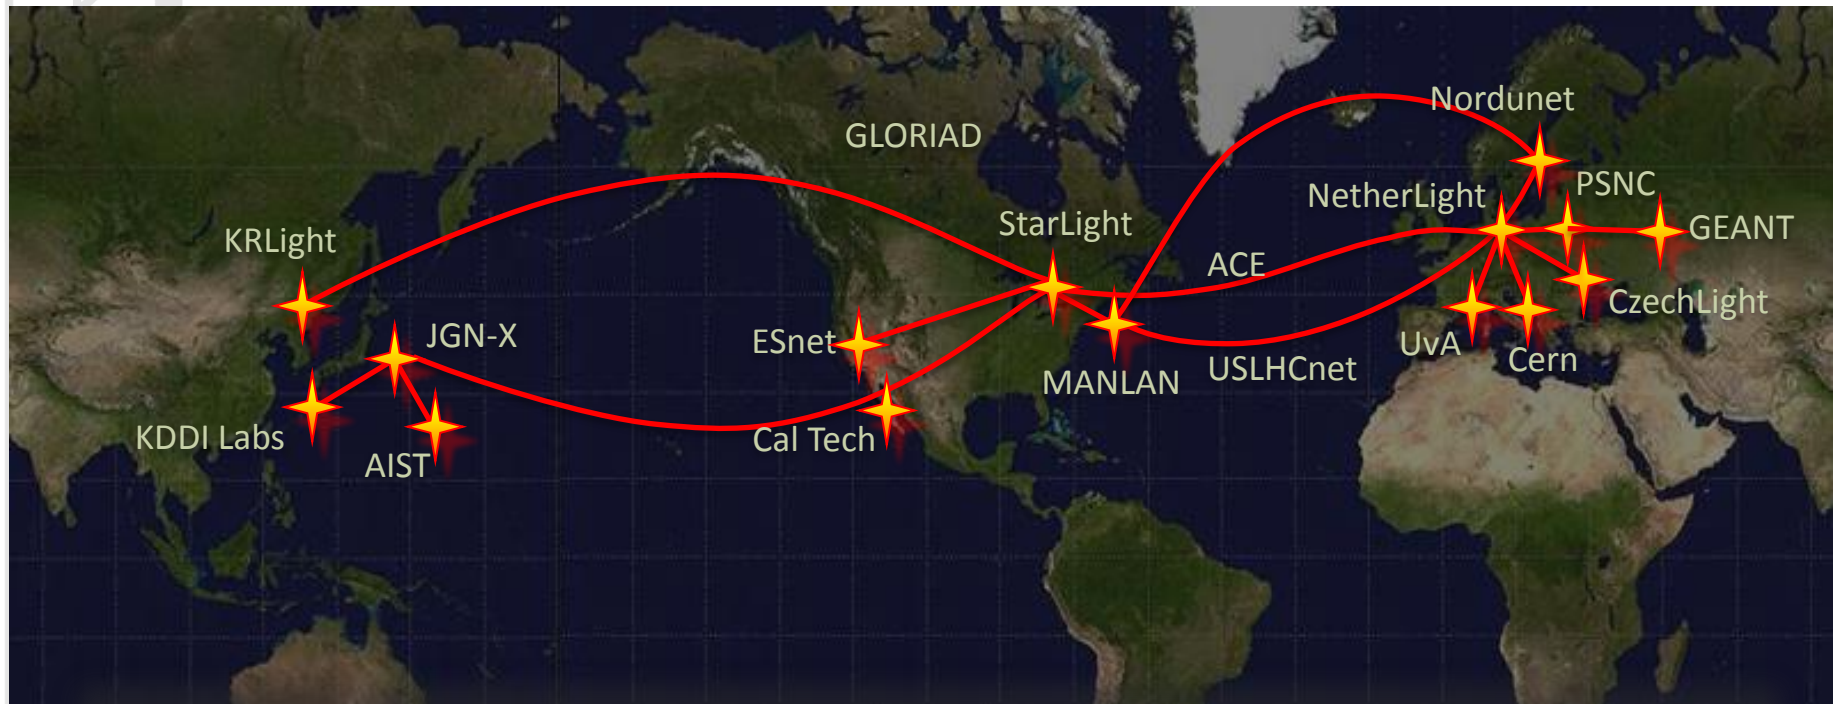 Nordunet
GLORIAD
PSNC
NetherLight
StarLight
GEANT
KRLight
ACE
CzechLight
JGN-X
ESnet
UvA
Cern
USLHCnet
MANLAN
KDDI Labs
Cal Tech
AIST